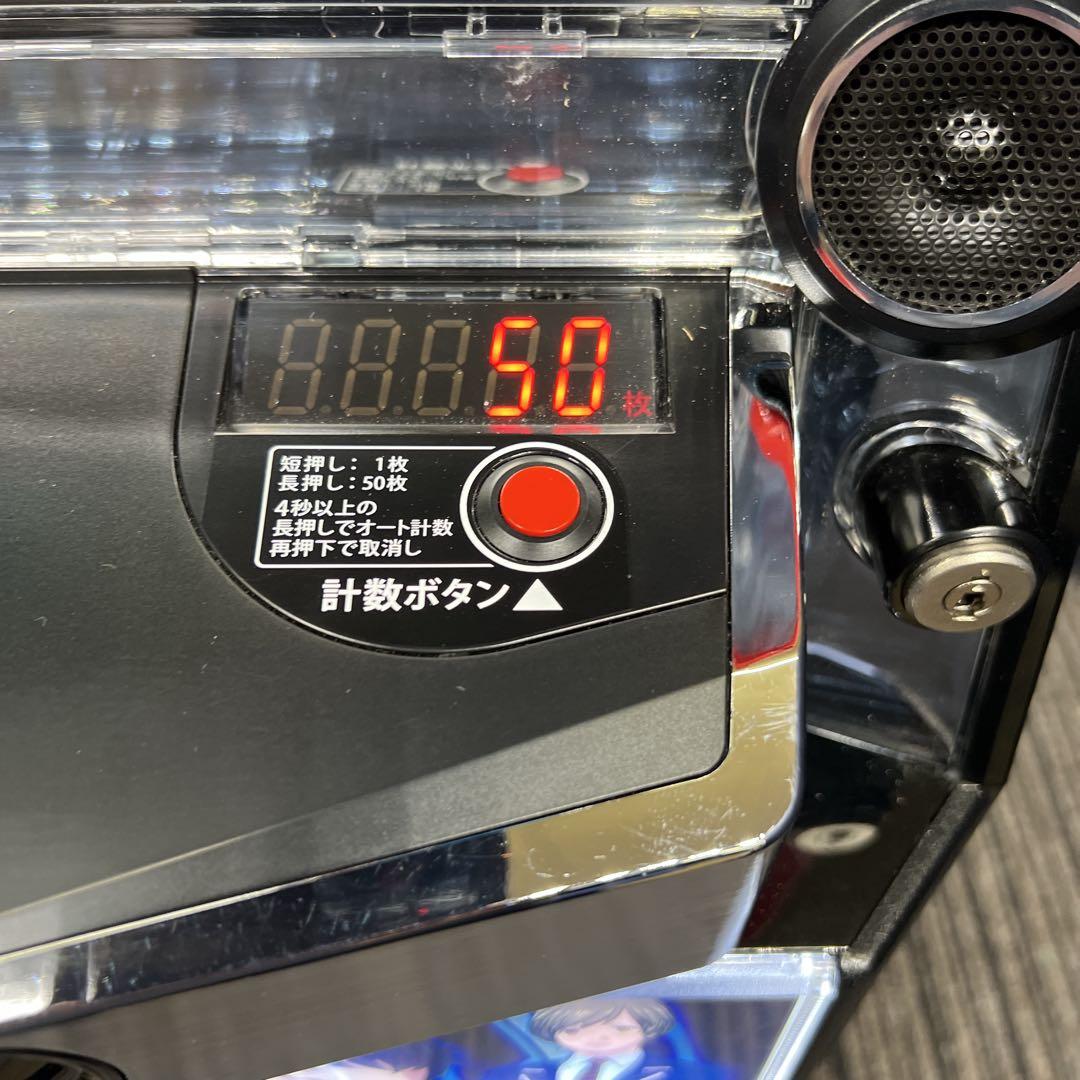 50枚
短押し： 1枚
長押し：50枚
4秒以上の
長押しでオート計数
再押下で取消し
計数ボタン▲